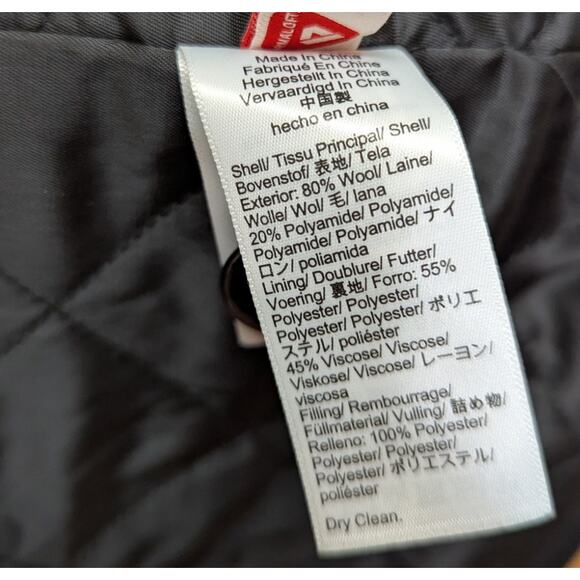 MALOFT
Made In China
Fabriqué En Chine
Hergestellt In China
Vervaardigd In China
中国製
hecho en china
Shell/ Tissu Principal/ Shell/
Bovenstof/ 表地/ Tela
Exterior: 80% Wool/ Laine/
Wolle/ Wol/ 毛/ lana
20% Polyamide/ Polyamide/
Polyamide/ Polyamide/ ナイ
ロン/ poliamida
Lining/ Doublure/ Futter/
Voering/ 裏地/ Forro: 55%
Polyester/ Polyester/
Polyester/ Polyester/ ポリエ
ステル/ poliéster
45% Viscose/ Viscose/
Viskose/ Viscose/ レーヨン/
viscosa
Filling/ Rembourrage/
Füllmaterial/ Vulling/ 詰め物/
Relleno: 100% Polyester/
Polyester/ Polyester/
Polyester/ ポリエステル/
poliéster
Dry Clean.